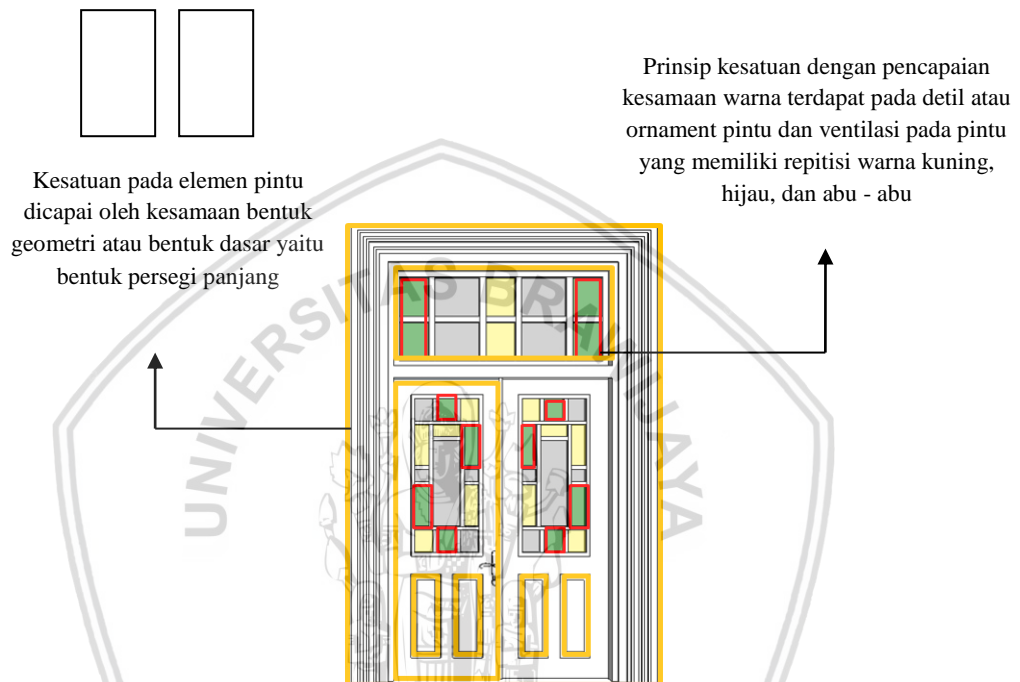 Kesatuan pada elemen pintu
dicapai oleh kesamaan bentuk
geometri atau bentuk dasar yaitu
bentuk persegi panjang
Prinsip kesatuan dengan pencapaian
kesamaan warna terdapat pada detil atau
ornament pintu dan ventilasi pada pintu
yang memiliki repitisi warna kuning,
hijau, dan abu - abu
UNIVERSITAS BRAWIJAYA